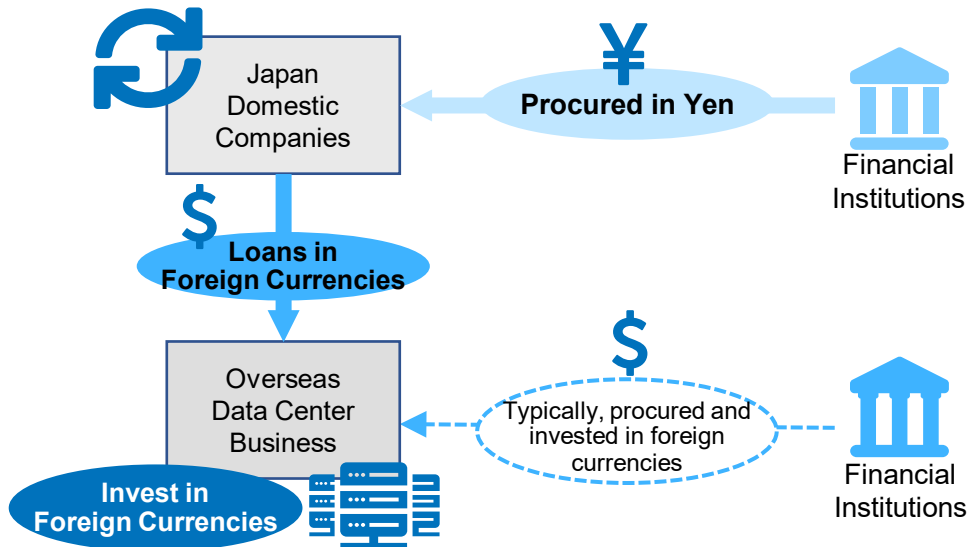 Japan
Domestic
Companies
¥
Procured in Yen
Financial
Institutions
$
Loans in
Foreign Currencies
Overseas
Data Center
Business
$
Typically, procured and
invested in foreign
currencies
Financial
Institutions
Invest in
Foreign Currencies